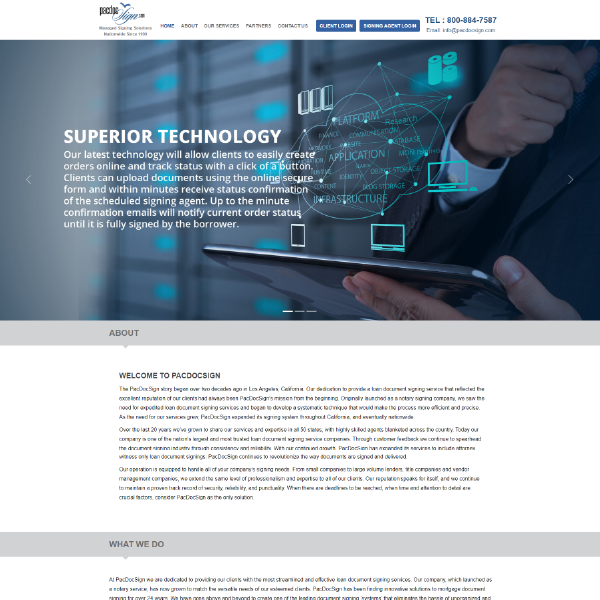 pacdoc
Sign.com
Managed Signing Solutions
Nationwide Since 1994
HOME ABOUT OUR SERVICES PARTNERS CONTACT US CLIENT LOGIN SIGNING AGENT LOGIN
TEL : 800-884-7587
Email: info@pacdocsign.com
SUPERIOR TECHNOLOGY
Our latest technology will allow clients to easily create
orders online and track status with a click of a button.
Clients can upload documents using the online secure
form and within minutes receive status confirmation
of the scheduled signing agent. Up to the minute
confirmation emails will notify current order status
until it is fully signed by the borrower.
PLATFORM
Research
FINANCE COMMUNICATION
NETWORK
APPLICATION
MAIN
OBJECT STORAGE
RUNTIME
IDENTITY
CONTENT
BLOG STORAGE
INFRASTRUCTURE
ABOUT
WELCOME TO PACDOCSIGN
The PacDocSign story began over two decades ago in Los Angeles, California. Our dedication to provide a loan document signing service that reflected the
excellent reputation of our clients had always been PacDocSign's mission from the beginning. Originally launched as a notary signing company, we saw the
need for expedited loan document signing services and began to develop a systematic technique that would make the process more efficient and precise.
As the need for our services grew, PacDocSign expanded its signing system throughout California, and eventually nationwide.
Over the last 20 years we've grown to share our services and expertise in all 50 states, with highly skilled agents blanketed across the country. Today our
company is one of the nation's largest and most trusted loan document signing service companies. Through customer feedback we continue to spearhead
the document signing industry through consistency and reliability. With our continued growth, PacDocSign has expanded its services to include attorney
witness only loan document signings. PacDocSign continues to revolutionize the way documents are signed and delivered.
Our operation is equipped to handle all of your company's signing needs. From small companies to large volume lenders, title companies and vendor
management companies, we extend the same level of professionalism and expertise to all of our clients. Our reputation speaks for itself, and we continue
to maintain a proven track record of security, reliability, and punctuality. When there are deadlines to be reached, when time and attention to detail are
crucial factors, consider PacDocSign as the only solution.
WHAT WE DO
At PacDocSign we are dedicated to providing our clients with the most streamlined and effective loan document signing services. Our company, which launched as
a notary service, has now grown to match the versatile needs of our esteemed clients. PacDocSign has been finding innovative solutions to mortgage document
signing for over 24 years. We have gone above and beyond to create one of the leading document signing systems that eliminates the hassle of unorganized and